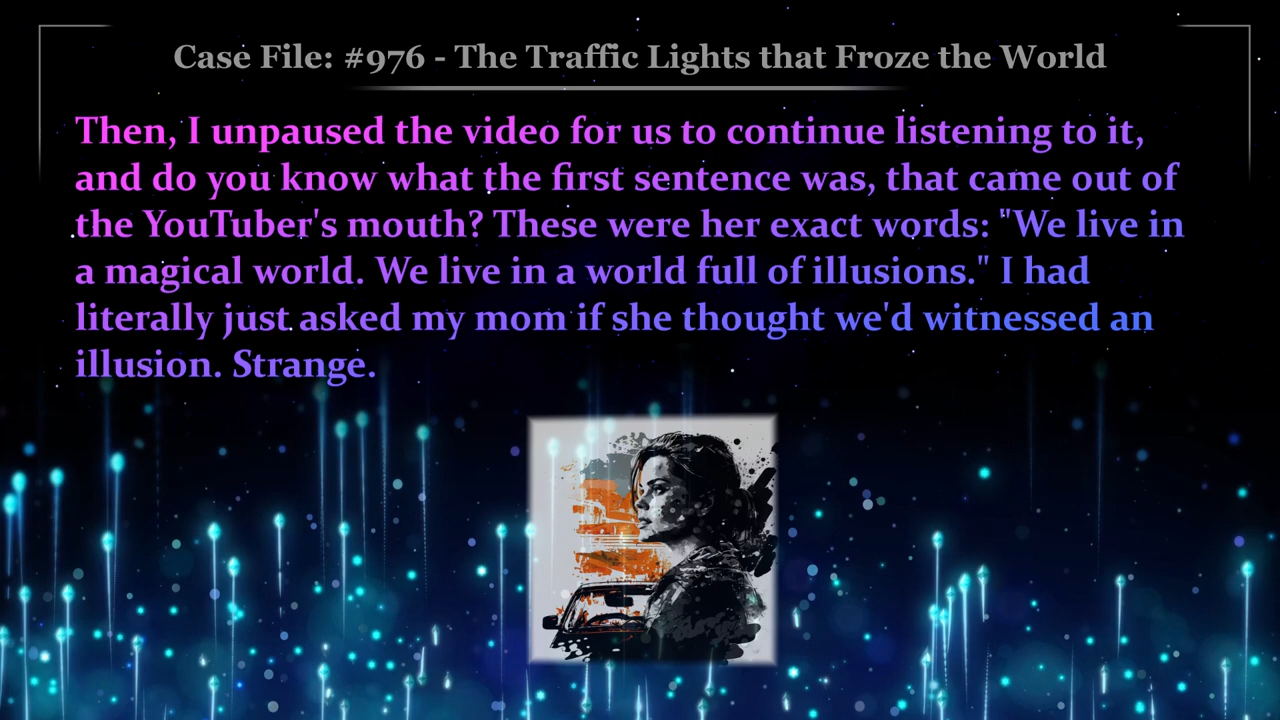 Case File: #976 - The Traffic Lights that Froze the World
Then, I unpaused the video for us to continue listening to it,
and do you know what the first sentence was, that came out of
the YouTuber's mouth? These were her exact words: "We live in
a magical world. We live in a world full of illusions." I had
literally just asked my mom if she thought we'd witnessed an
illusion. Strange.